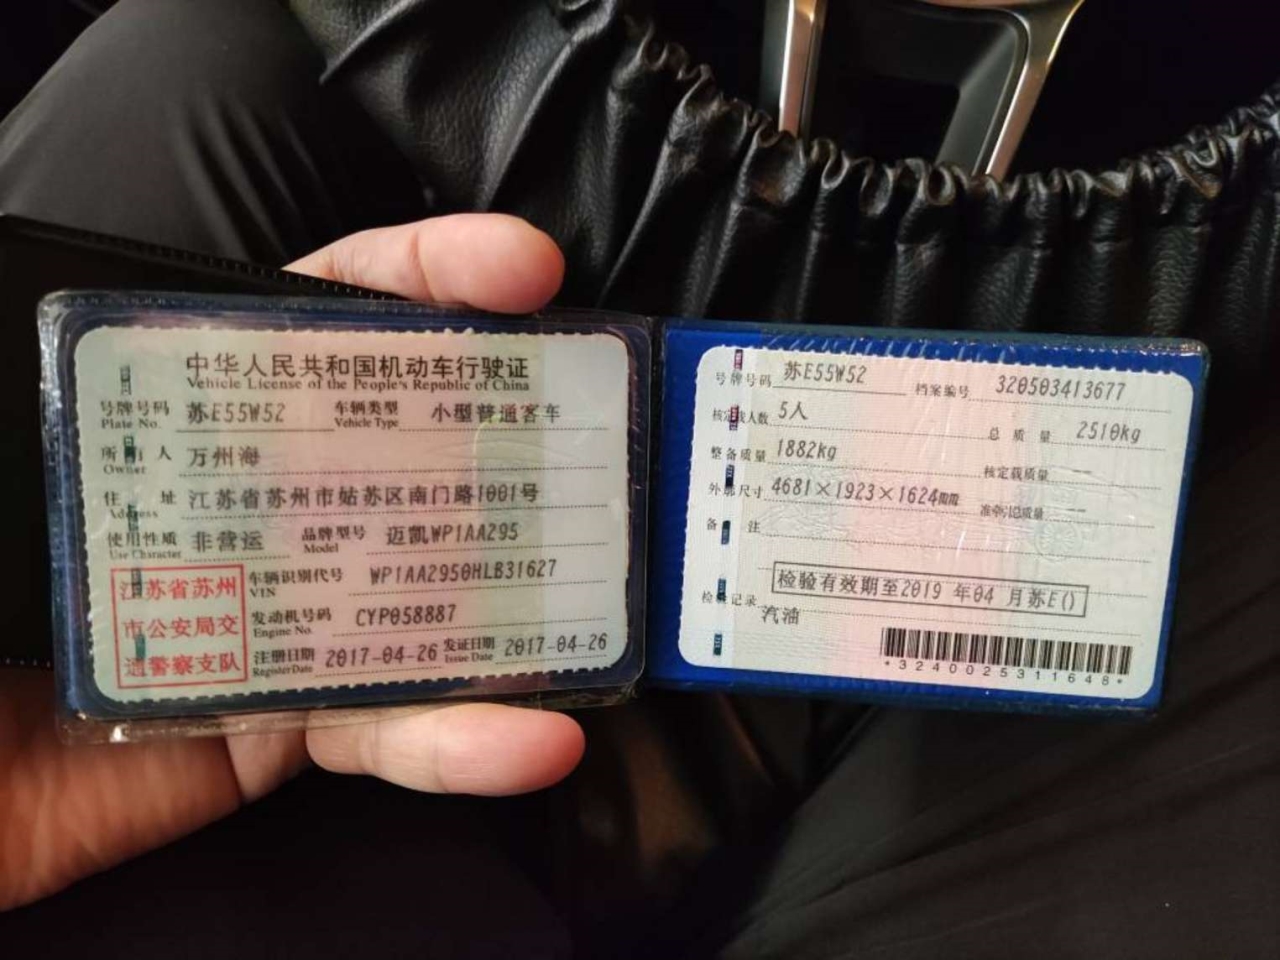 中华人民共和国机动车行驶证
Vehicle License of the People's Republic of China
号牌号码 苏E55W52 车辆类型 小型普通客车
Plate No. Vehicle Type
所有人 万州海
Owner
住址 江苏省苏州市姑苏区南门路1001号
Address
使用性质 非营运 品牌型号 迈凯WP1AA295
Use Character Model
江苏省苏州
市公安局交
通警察支队
车辆识别代号 WP1AA2950HLB31627
VIN
发动机号码 CYP058887
Engine No.
注册日期 2017-04-26 发证日期 2017-04-26
Register Date Issue Date
号牌号码 苏E55W52 档案编号 320503413677
核定载人数 5人 总质量 2510kg
整备质量 1882kg 核定载质量 --
外廓尺寸 4681×1923×1624mm 准牵引总质量 --
备注
检验有效期至2019年04月苏E()
检验记录
汽油
*3240025311648*